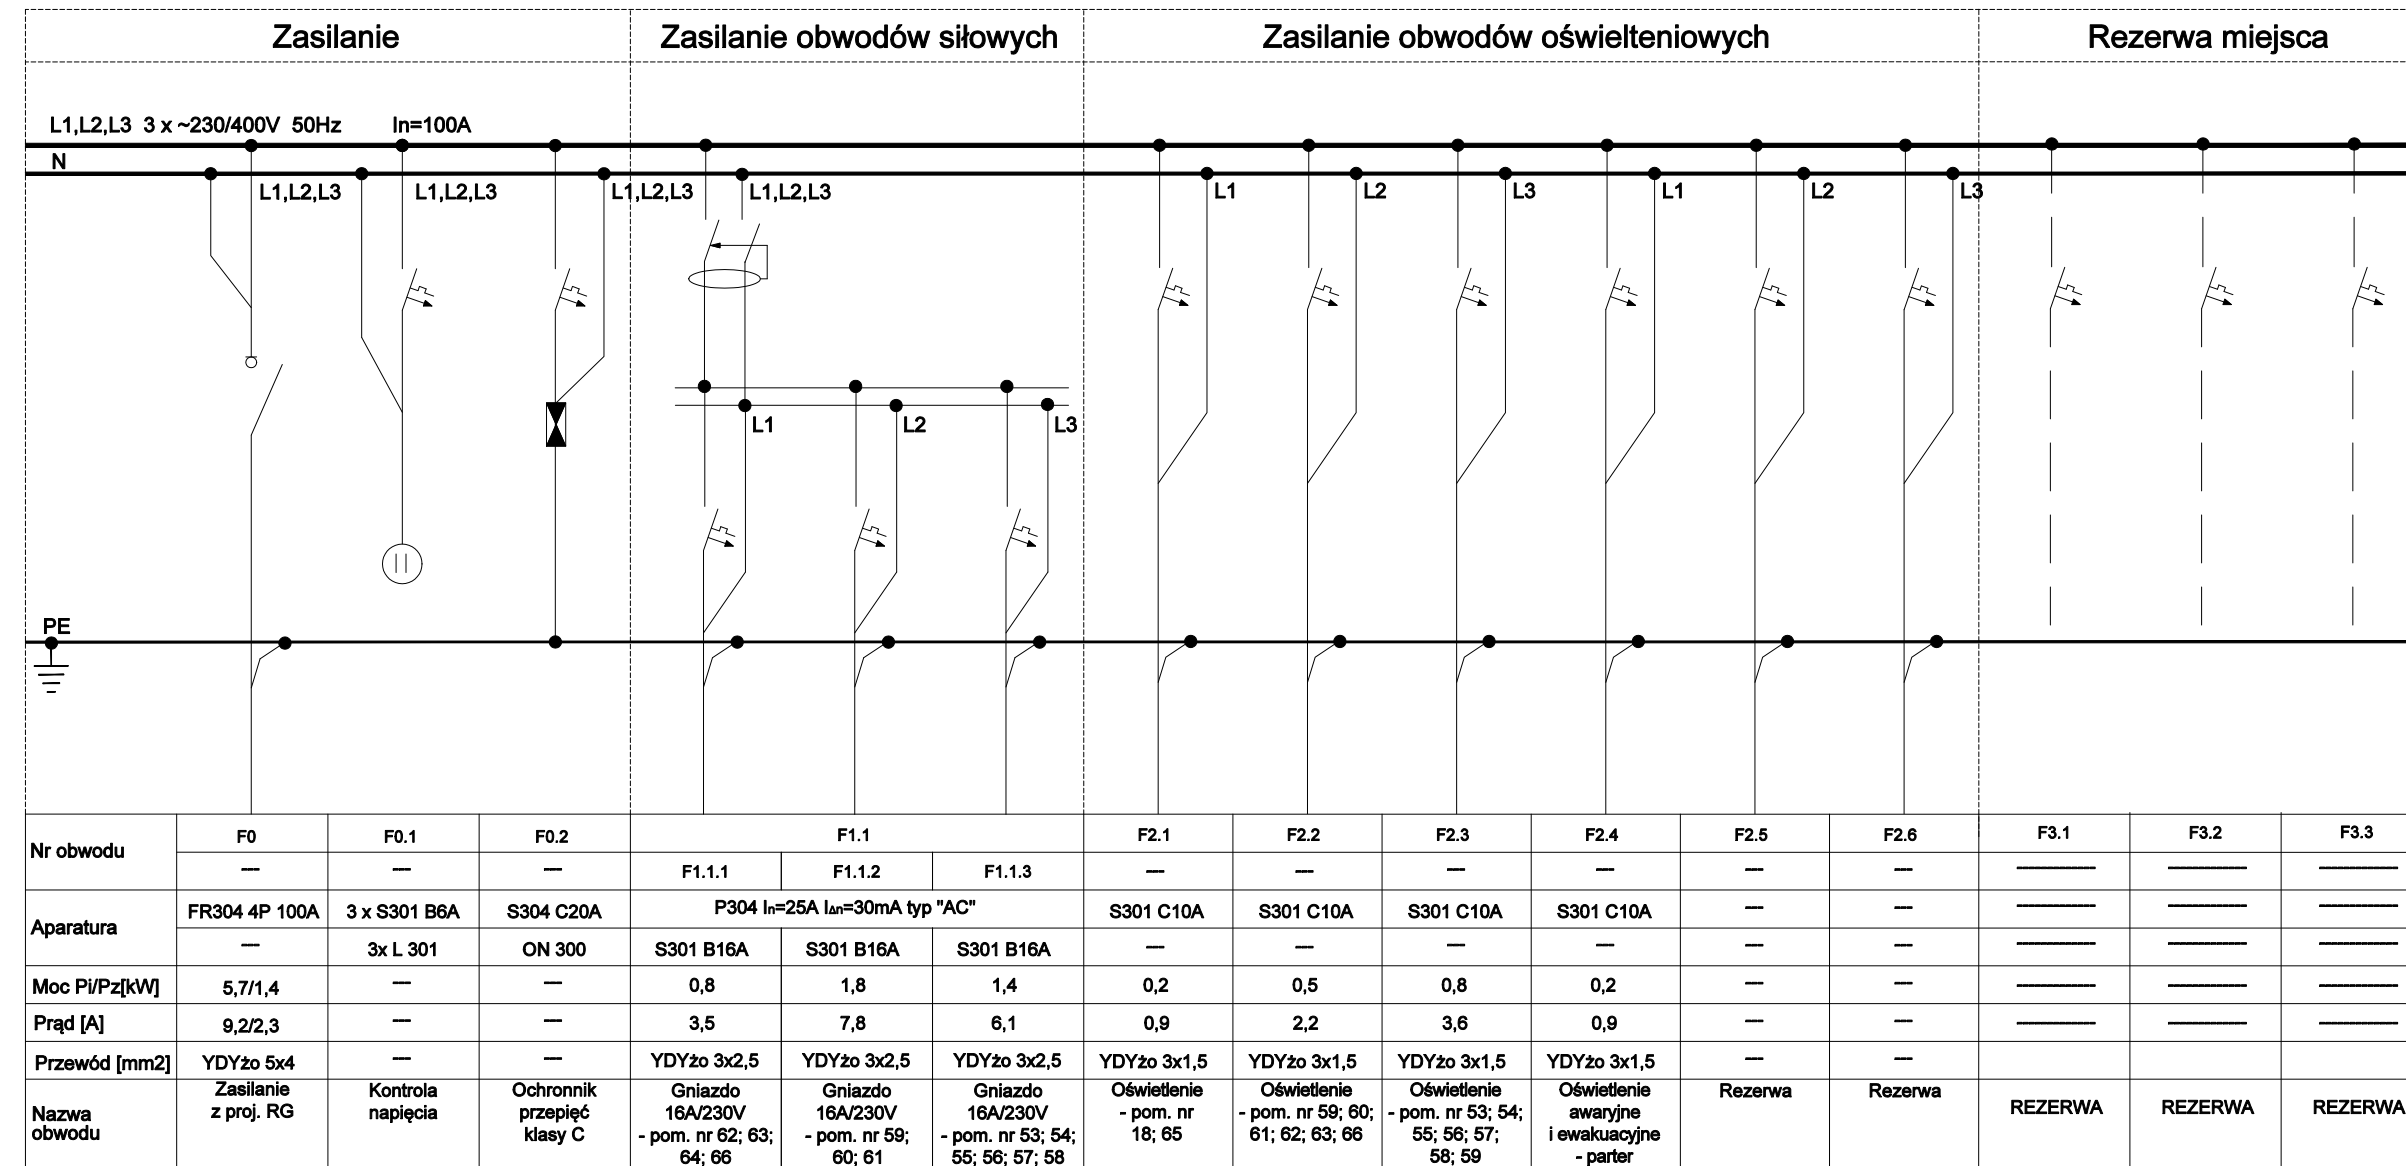 Zasilanie
Zasilanie obwodów siłowych
Zasilanie obwodów oświelteniowych
Rezerwa miejsca
L1,L2,L3 3 x ~230/400V 50Hz In=100A
N
L1,L2,L3
L1,L2,L3
L1,L2,L3
L1,L2,L3
L1
L2
L3
L1
L2
L3
L1
L2
L3
PE
Nr obwodu
F0
F0.1
F0.2
F1.1
F2.1
F2.2
F2.3
F2.4
F2.5
F2.6
F3.1
F3.2
F3.3
F1.1.1
F1.1.2
F1.1.3
Aparatura
FR304 4P 100A
3 x S301 B6A
S304 C20A
P304 In=25A IΔn=30mA typ "AC"
S301 C10A
S301 C10A
S301 C10A
S301 C10A
3x L 301
ON 300
S301 B16A
S301 B16A
S301 B16A
Moc Pi/Pz[kW]
5,7/1,4
0,8
1,8
1,4
0,2
0,5
0,8
0,2
Prąd [A]
9,2/2,3
3,5
7,8
6,1
0,9
2,2
3,6
0,9
Przewód [mm2]
YDYżo 5x4
YDYżo 3x2,5
YDYżo 3x2,5
YDYżo 3x2,5
YDYżo 3x1,5
YDYżo 3x1,5
YDYżo 3x1,5
YDYżo 3x1,5
Nazwa
obwodu
Zasilanie
z proj. RG
Kontrola
napięcia
Ochronnik
przepięć
klasy C
Gniazdo
16A/230V
- pom. nr 62; 63;
64; 66
Gniazdo
16A/230V
- pom. nr 59;
60; 61
Gniazdo
16A/230V
- pom. nr 53; 54;
55; 56; 57; 58
Oświetlenie
- pom. nr
18; 65
Oświetlenie
- pom. nr 59; 60;
61; 62; 63; 66
Oświetlenie
- pom. nr 53; 54;
55; 56; 57;
58; 59
Oświetlenie
awaryjne
i ewakuacyjne
- parter
Rezerwa
Rezerwa
REZERWA
REZERWA
REZERWA